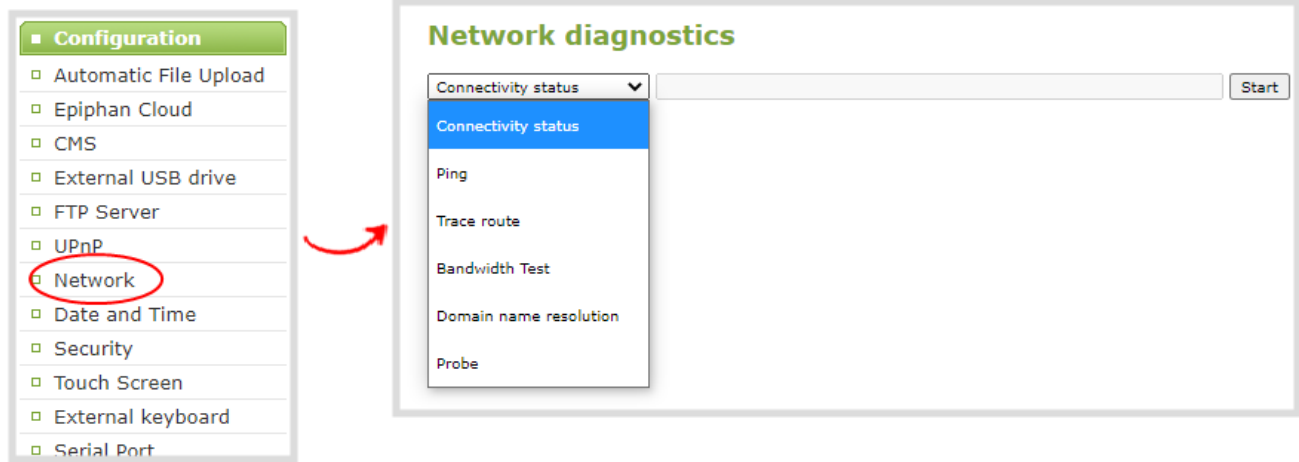 Configuration
Automatic File Upload
Epiphan Cloud
CMS
External USB drive
FTP Server
UPnP
Network
Date and Time
Security
Touch Screen
External keyboard
Serial Port
Network diagnostics
Connectivity status
Start
Connectivity status
Ping
Trace route
Bandwidth Test
Domain name resolution
Probe